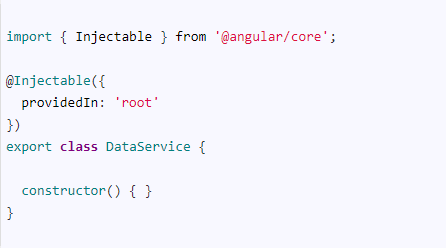 import { Injectable } from '@angular/core';
@Injectable({
  providedIn: 'root'
})
export class DataService {
  constructor() { }
}